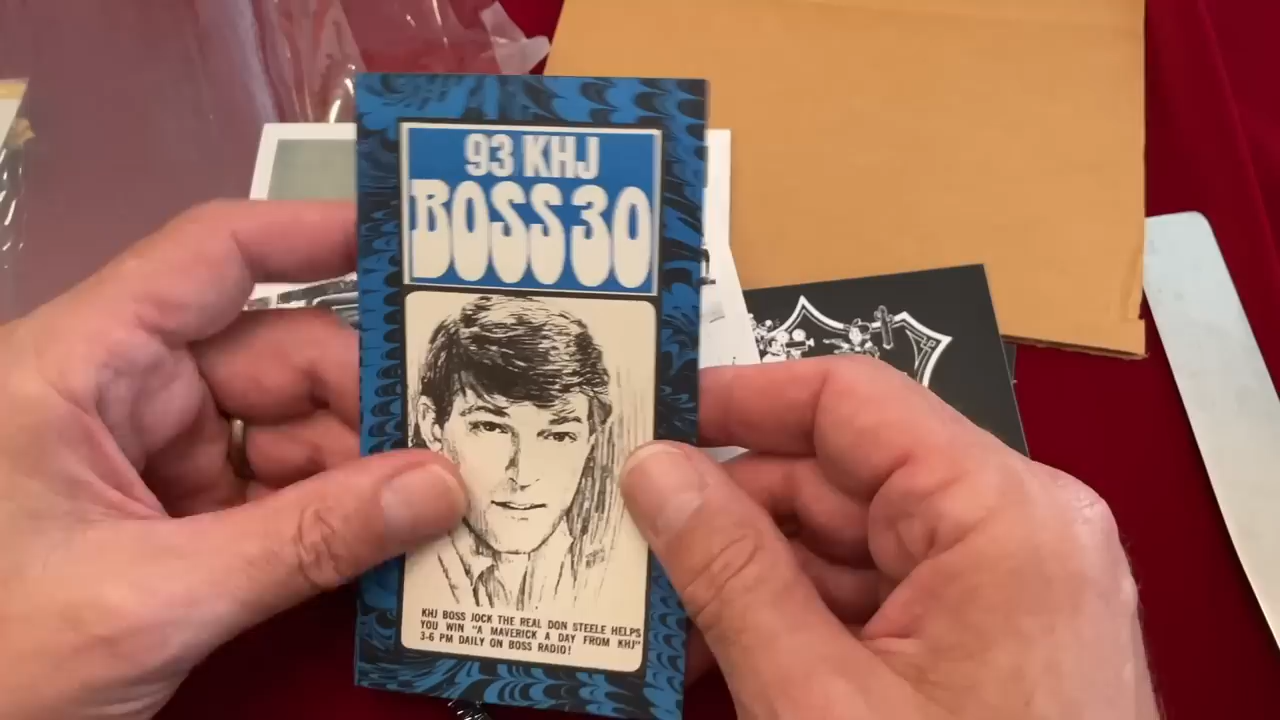 93 KHJ
BOSS 30
KHJ BOSS JOCK THE REAL DON STEELE HELPS
YOU WIN "A MAVERICK A DAY FROM KHJ"
3-6 PM DAILY ON BOSS RADIO!